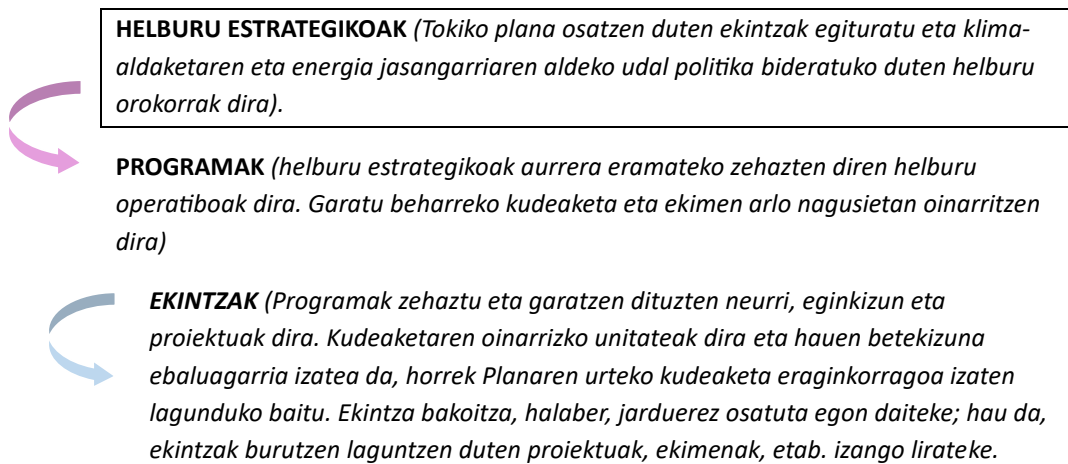 HELBURU ESTRATEGIKOAK (Tokiko plana osatzen duten ekintzak egituratu eta klima-
aldaketaren eta energia jasangarriaren aldeko udal politika bideratuko duten helburu
orokorrak dira).
PROGRAMAK (helburu estrategikoak aurrera eramateko zehazten diren helburu
operatiboak dira. Garatu beharreko kudeaketa eta ekimen arlo nagusietan oinarritzen
dira)
EKINTZAK (Programak zehaztu eta garatzen dituzten neurri, eginkizun eta
proiektuak dira. Kudeaketaren oinarrizko unitateak dira eta hauen betekizuna
ebaluagarria izatea da, horrek Planaren urteko kudeaketa eraginkorragoa izaten
lagunduko baitu. Ekintza bakoitza, halaber, jarduerez osatuta egon daiteke; hau da,
ekintzak burutzen laguntzen duten proiektuak, ekimenak, etab. izango lirateke.